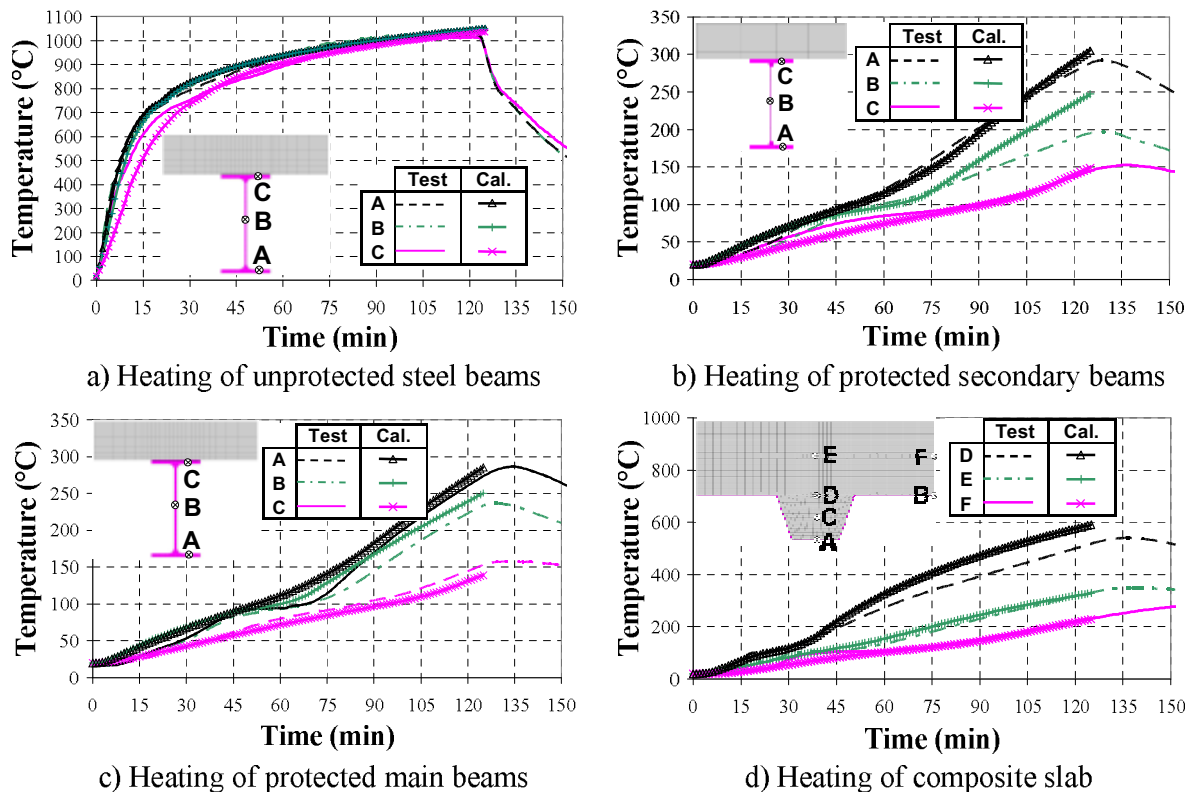 1100
1000
900
800
700
600
500
400
300
200
100
0
Temperature (°C)
0 15 30 45 60 75 90 105 120 135 150
Time (min)
C
B
A
Test Cal.
A
B
C
a) Heating of unprotected steel beams
350
300
250
200
150
100
50
0
Temperature (°C)
0 15 30 45 60 75 90 105 120 135 150
Time (min)
C
B
A
Test Cal.
A
B
C
b) Heating of protected secondary beams
350
300
250
200
150
100
50
0
Temperature (°C)
0 15 30 45 60 75 90 105 120 135 150
Time (min)
C
B
A
Test Cal.
A
B
C
c) Heating of protected main beams
1000
800
600
400
200
0
Temperature (°C)
0 15 30 45 60 75 90 105 120 135 150
Time (min)
E F
D B
C
A
Test Cal.
D
E
F
d) Heating of composite slab